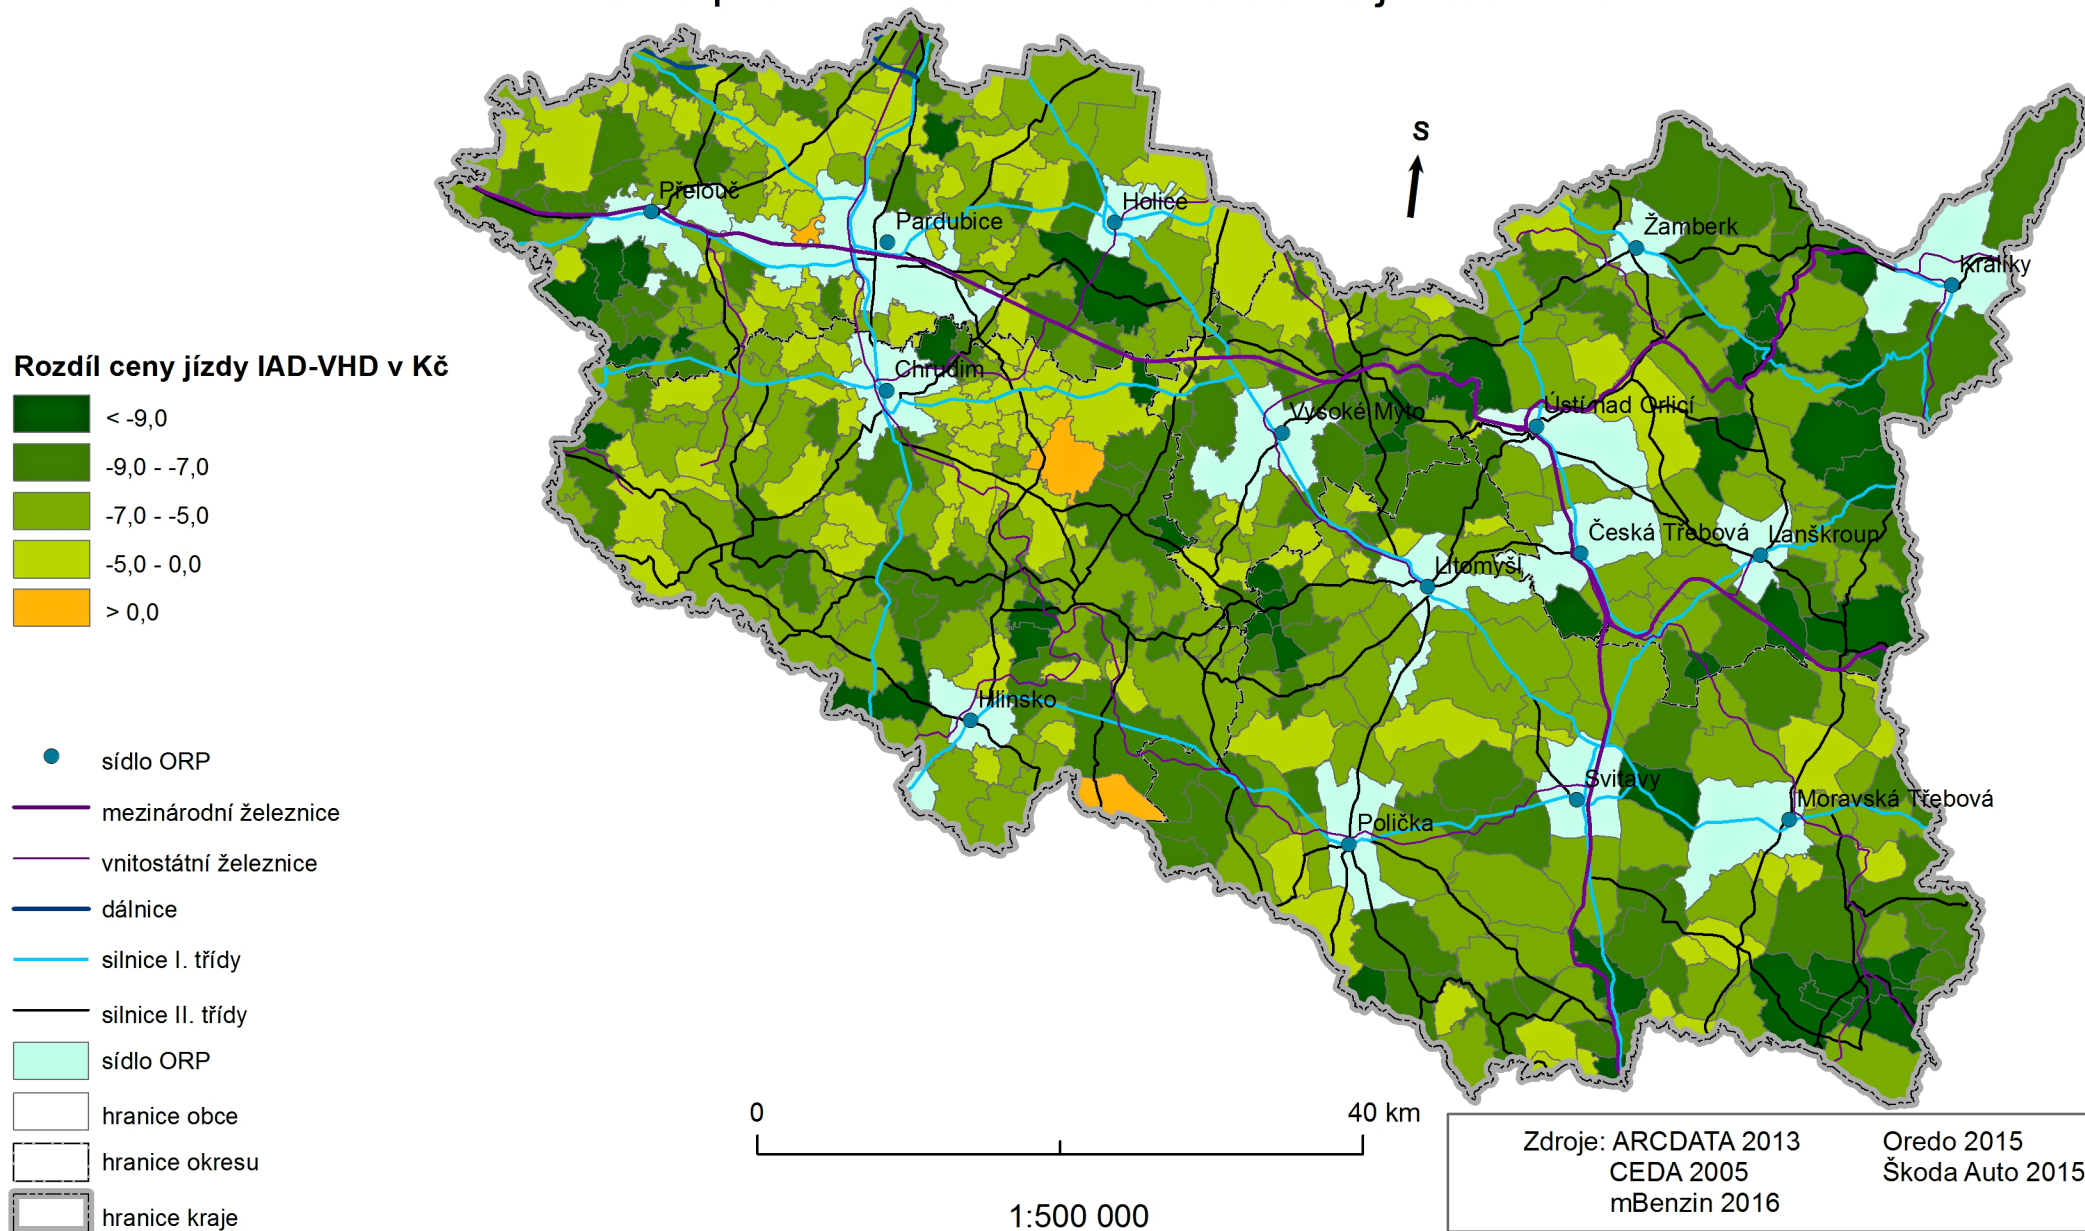 S
Přelouč
Pardubice
Holice
Žamberk
Králíky
Chrudim
Vysoké Mýto
Ústí nad Orlicí
Česká Třebová
Lanškroun
Litomyšl
Hlinsko
Svitavy
Moravská Třebová
Polička
Rozdíl ceny jízdy IAD-VHD v Kč
< -9,0
-9,0 - -7,0
-7,0 - -5,0
-5,0 - 0,0
> 0,0
sídlo ORP
mezinárodní železnice
vnitostátní železnice
dálnice
silnice I. třídy
silnice II. třídy
sídlo ORP
hranice obce
hranice okresu
hranice kraje
0 40 km
1:500 000
Zdroje: ARCDATA 2013 Oredo 2015
CEDA 2005 Škoda Auto 2015
mBenzin 2016